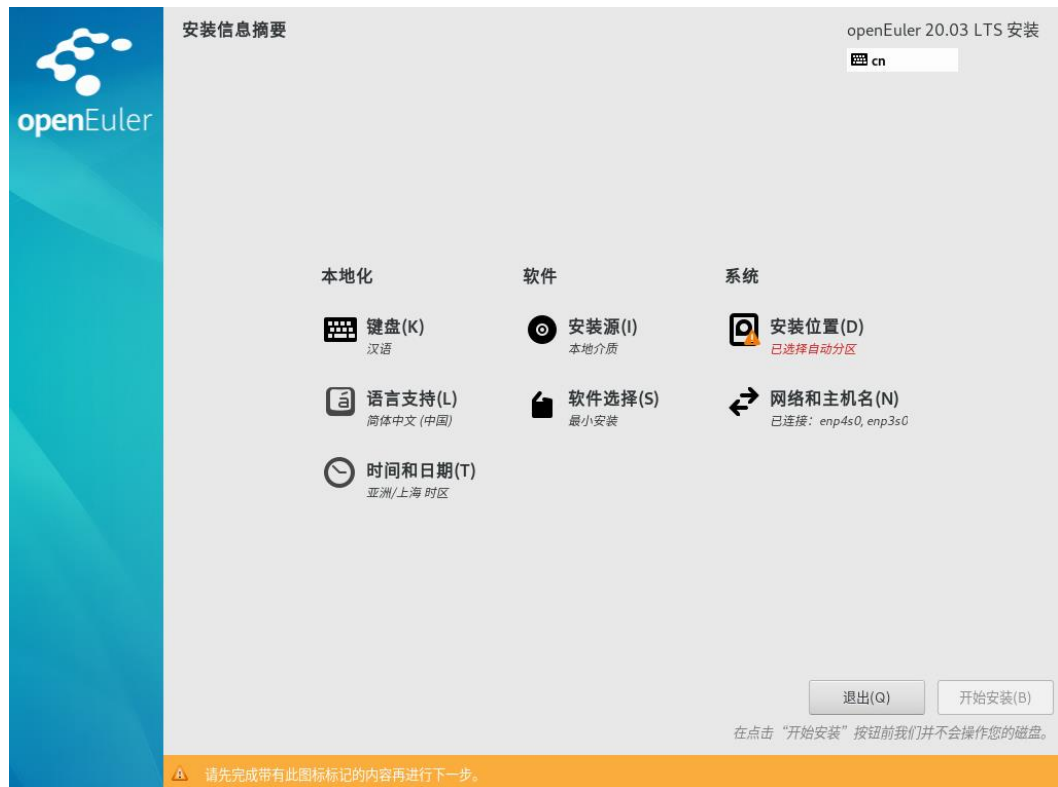 openEuler
安装信息摘要
openEuler 20.03 LTS 安装
cn
本地化
键盘(K)
汉语
语言支持(L)
简体中文 (中国)
时间和日期(T)
亚洲/上海 时区
软件
安装源(I)
本地介质
软件选择(S)
最小安装
系统
安装位置(D)
已选择自动分区
网络和主机名(N)
已连接：enp4s0, enp3s0
退出(Q)
开始安装(B)
在点击“开始安装”按钮前我们并不会操作您的磁盘。
请先完成带有此图标标记的内容再进行下一步。